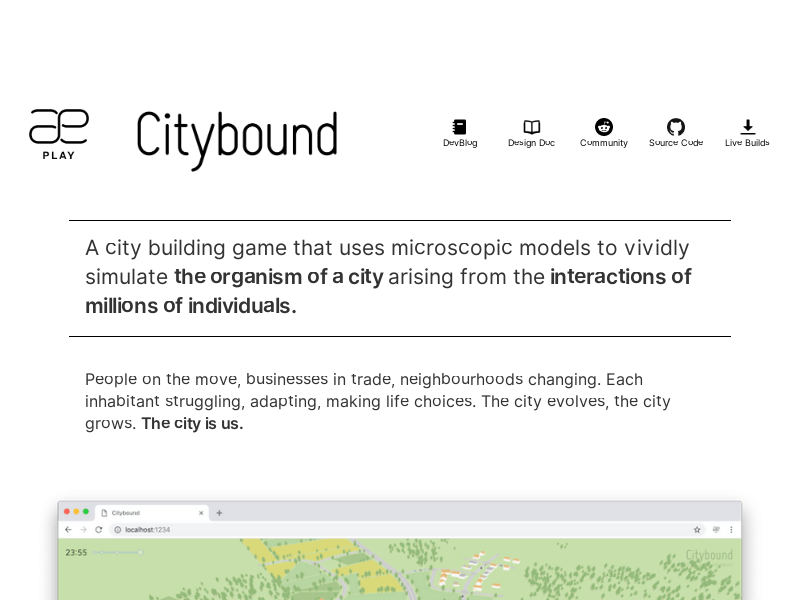 æ
PLAY
Citybound
DevBlog
Design Doc
Community
Source Code
Live Builds
A city building game that uses microscopic models to vividly
simulate the organism of a city arising from the interactions of
millions of individuals.
People on the move, businesses in trade, neighbourhoods changing. Each
inhabitant struggling, adapting, making life choices. The city evolves, the city
grows. The city is us.
Citybound
localhost:1234
23:55
Citybound